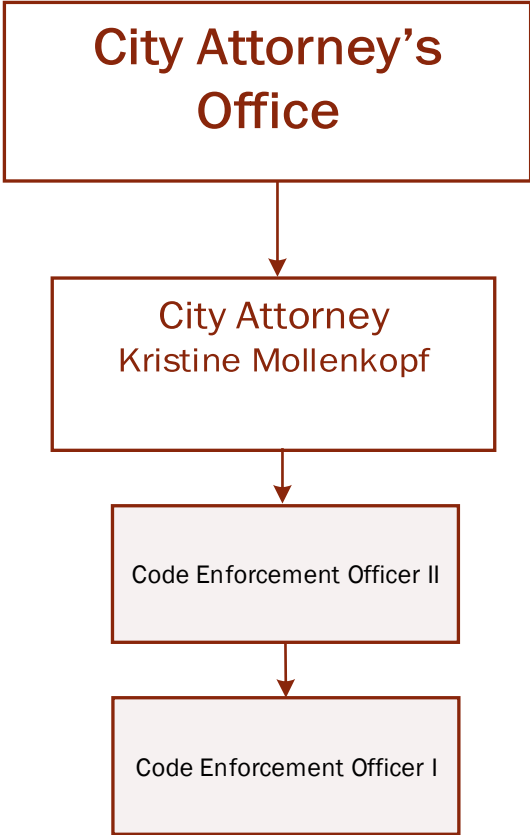 City Attorney’s
Office
City Attorney
Kristine Mollenkopf
Code Enforcement Officer II
Code Enforcement Officer I